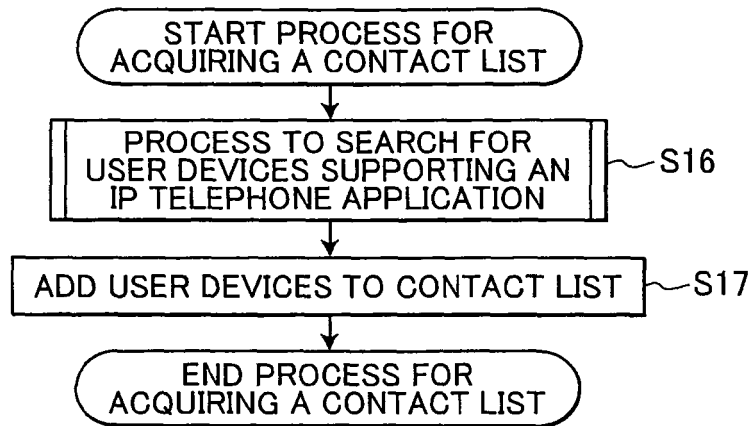 START PROCESS FOR
ACQUIRING A CONTACT LIST
PROCESS TO SEARCH FOR
USER DEVICES SUPPORTING AN
IP TELEPHONE APPLICATION
S16
ADD USER DEVICES TO CONTACT LIST
S17
END PROCESS FOR
ACQUIRING A CONTACT LIST